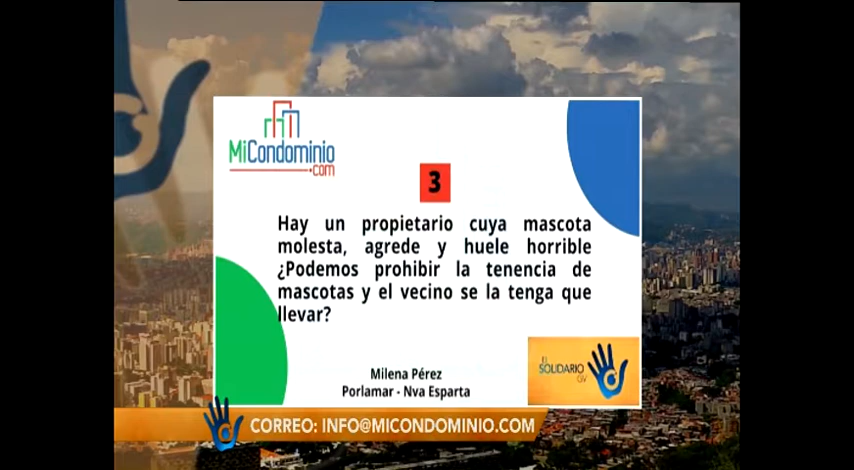 MiCondominio
.com
3
Hay un propietario cuya mascota
molesta, agrede y huele horrible
¿Podemos prohibir la tenencia de
mascotas y el vecino se la tenga que
llevar?
Milena Pérez
Porlamar - Nva Esparta
EL
SOLIDARIO
GV
CORREO: INFO@MICONDOMINIO.COM